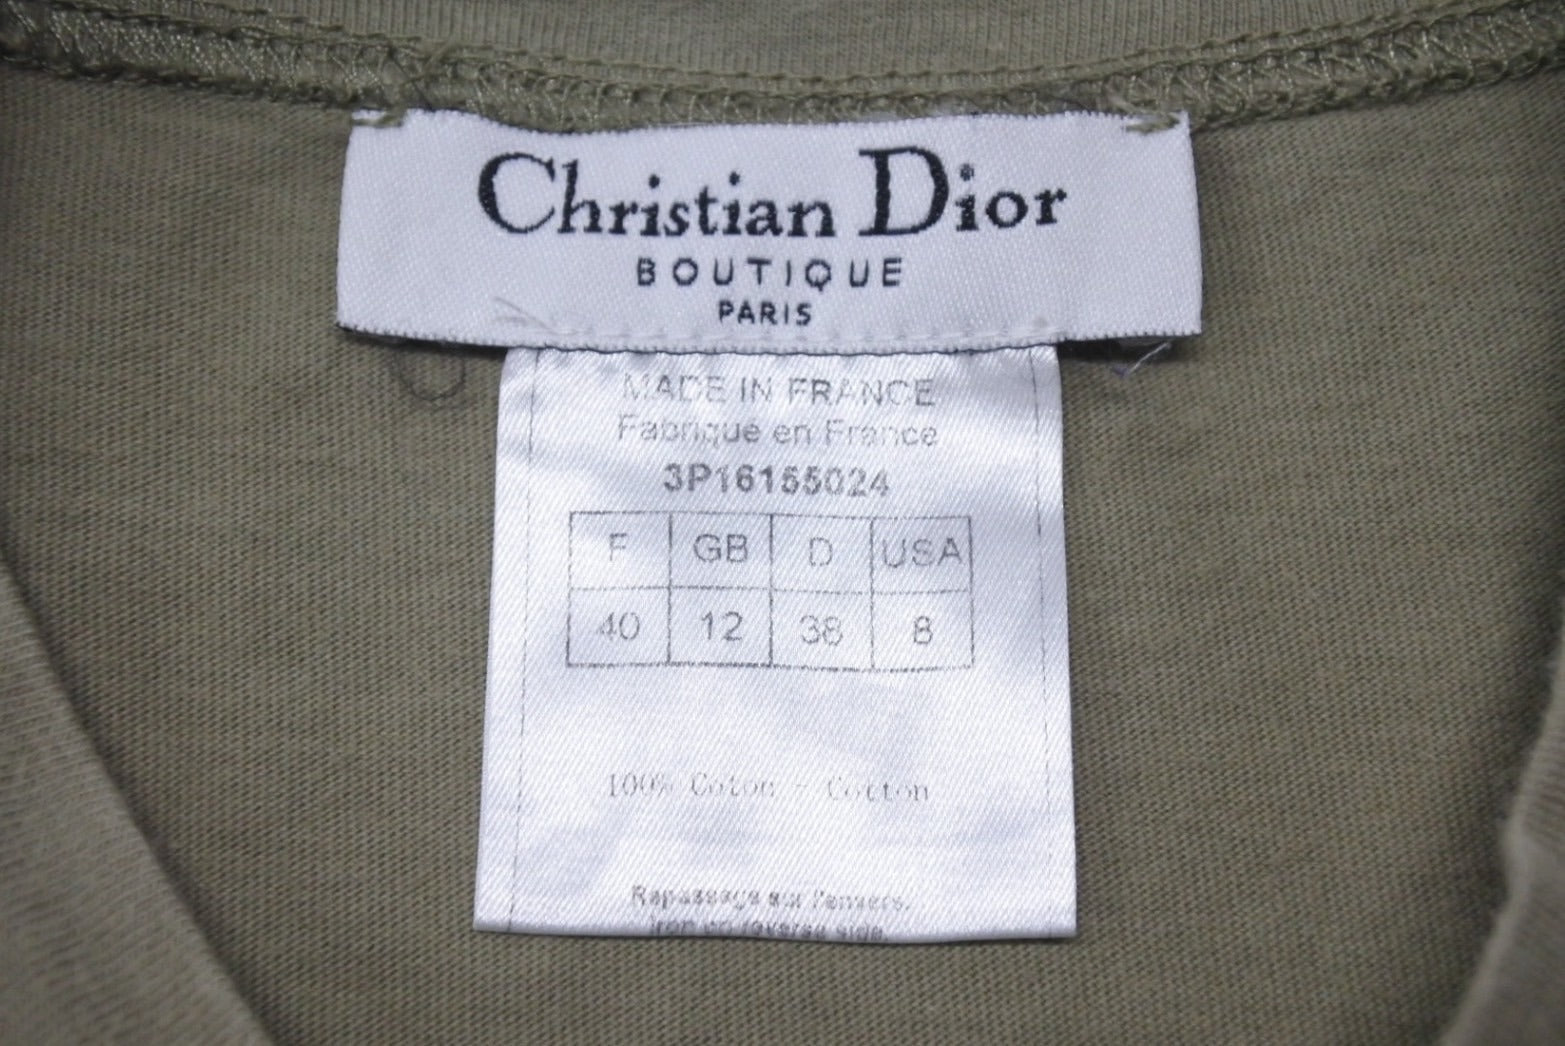 Christian Dior
BOUTIQUE
PARIS
MADE IN FRANCE
Fabriqué en France
3P16155024
F GB D USA
40 12 38 8
100% Coton - Cotton
Repassage sur l'envers.
Iron on reverse side.